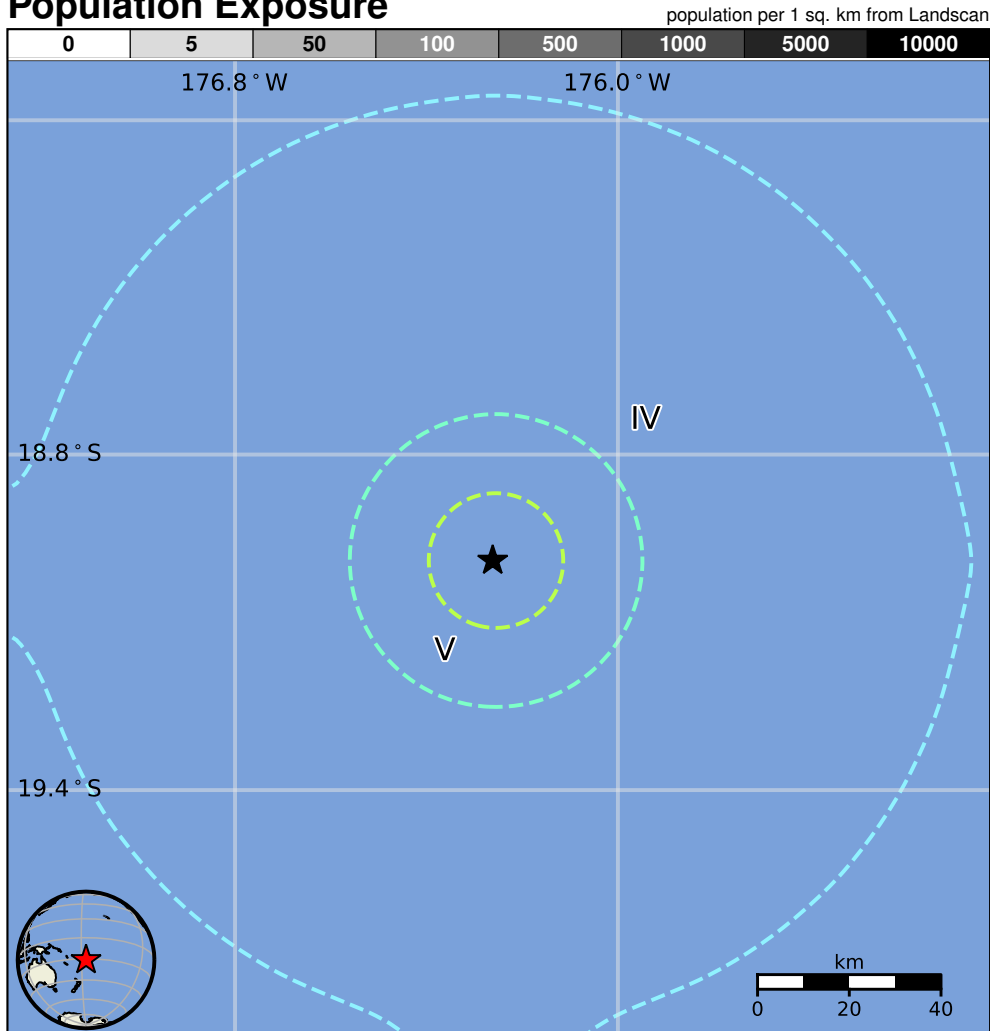 Population Exposure
population per 1 sq. km from Landscan
0 5 50 100 500 1000 5000 10000
176.8°W 176.0°W
IV
18.8°S
V
19.4°S
km
0 20 40